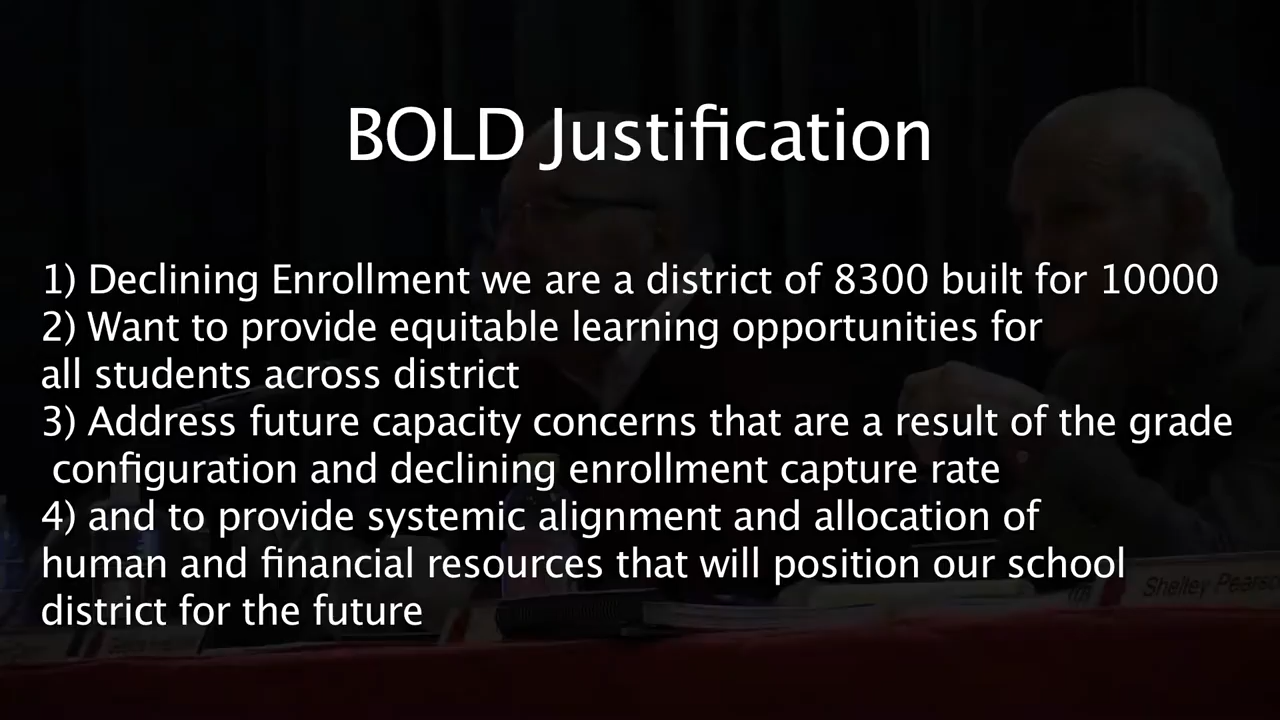 BOLD Justification
1) Declining Enrollment we are a district of 8300 built for 10000
2) Want to provide equitable learning opportunities for
all students across district
3) Address future capacity concerns that are a result of the grade
configuration and declining enrollment capture rate
4) and to provide systemic alignment and allocation of
human and financial resources that will position our school
district for the future
Shelley